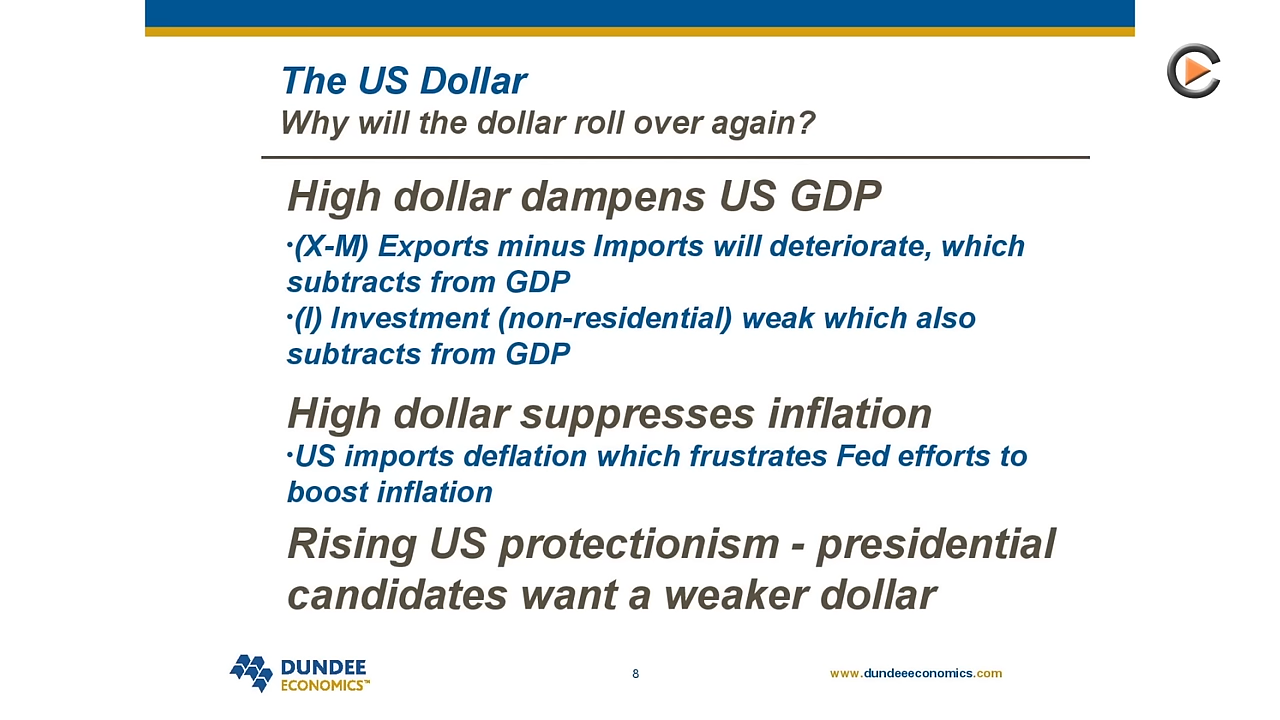 The US Dollar
Why will the dollar roll over again?
High dollar dampens US GDP
•(X-M) Exports minus Imports will deteriorate, which
subtracts from GDP
•(I) Investment (non-residential) weak which also
subtracts from GDP
High dollar suppresses inflation
•US imports deflation which frustrates Fed efforts to
boost inflation
Rising US protectionism - presidential
candidates want a weaker dollar
DUNDEE
ECONOMICS™
8
www.dundeeeconomics.com